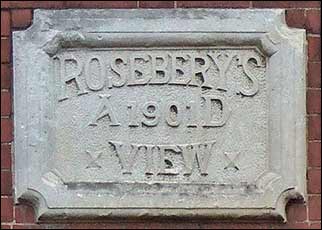 ROSEBERY'S
A 1901 D
× VIEW ×